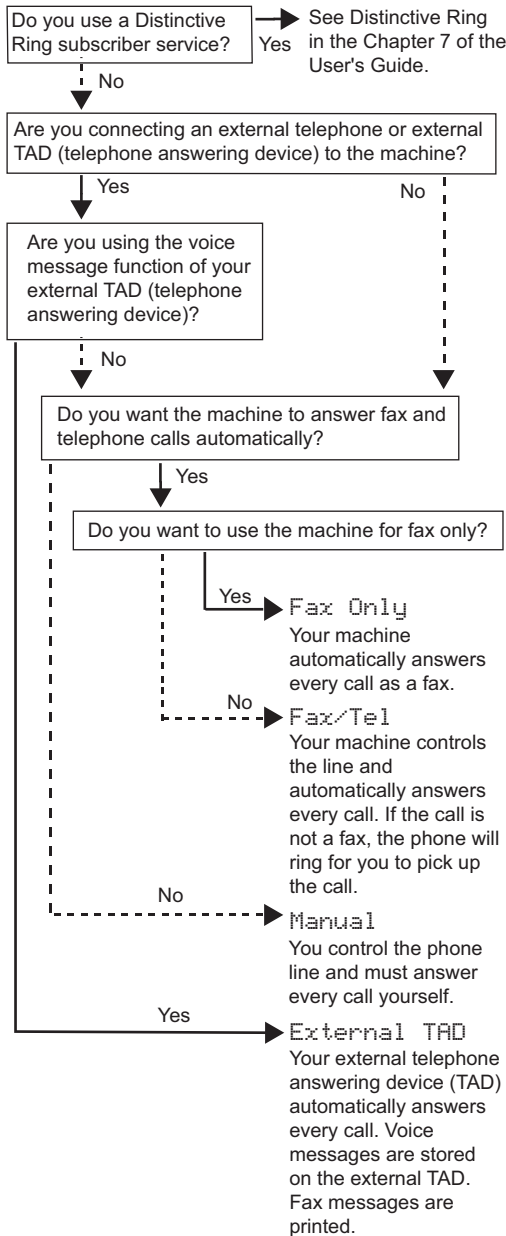 Do you use a Distinctive
Ring subscriber service?
Yes
See Distinctive Ring
in the Chapter 7 of the
User's Guide.
No
Are you connecting an external telephone or external
TAD (telephone answering device) to the machine?
Yes
No
Are you using the voice
message function of your
external TAD (telephone
answering device)?
No
Do you want the machine to answer fax and
telephone calls automatically?
Yes
Do you want to use the machine for fax only?
Yes
Fax Only
Your machine
automatically answers
every call as a fax.
No
Fax/Tel
Your machine controls
the line and
automatically answers
every call. If the call is
not a fax, the phone will
ring for you to pick up
the call.
No
Manual
You control the phone
line and must answer
every call yourself.
Yes
External TAD
Your external telephone
answering device (TAD)
automatically answers
every call. Voice
messages are stored
on the external TAD.
Fax messages are
printed.